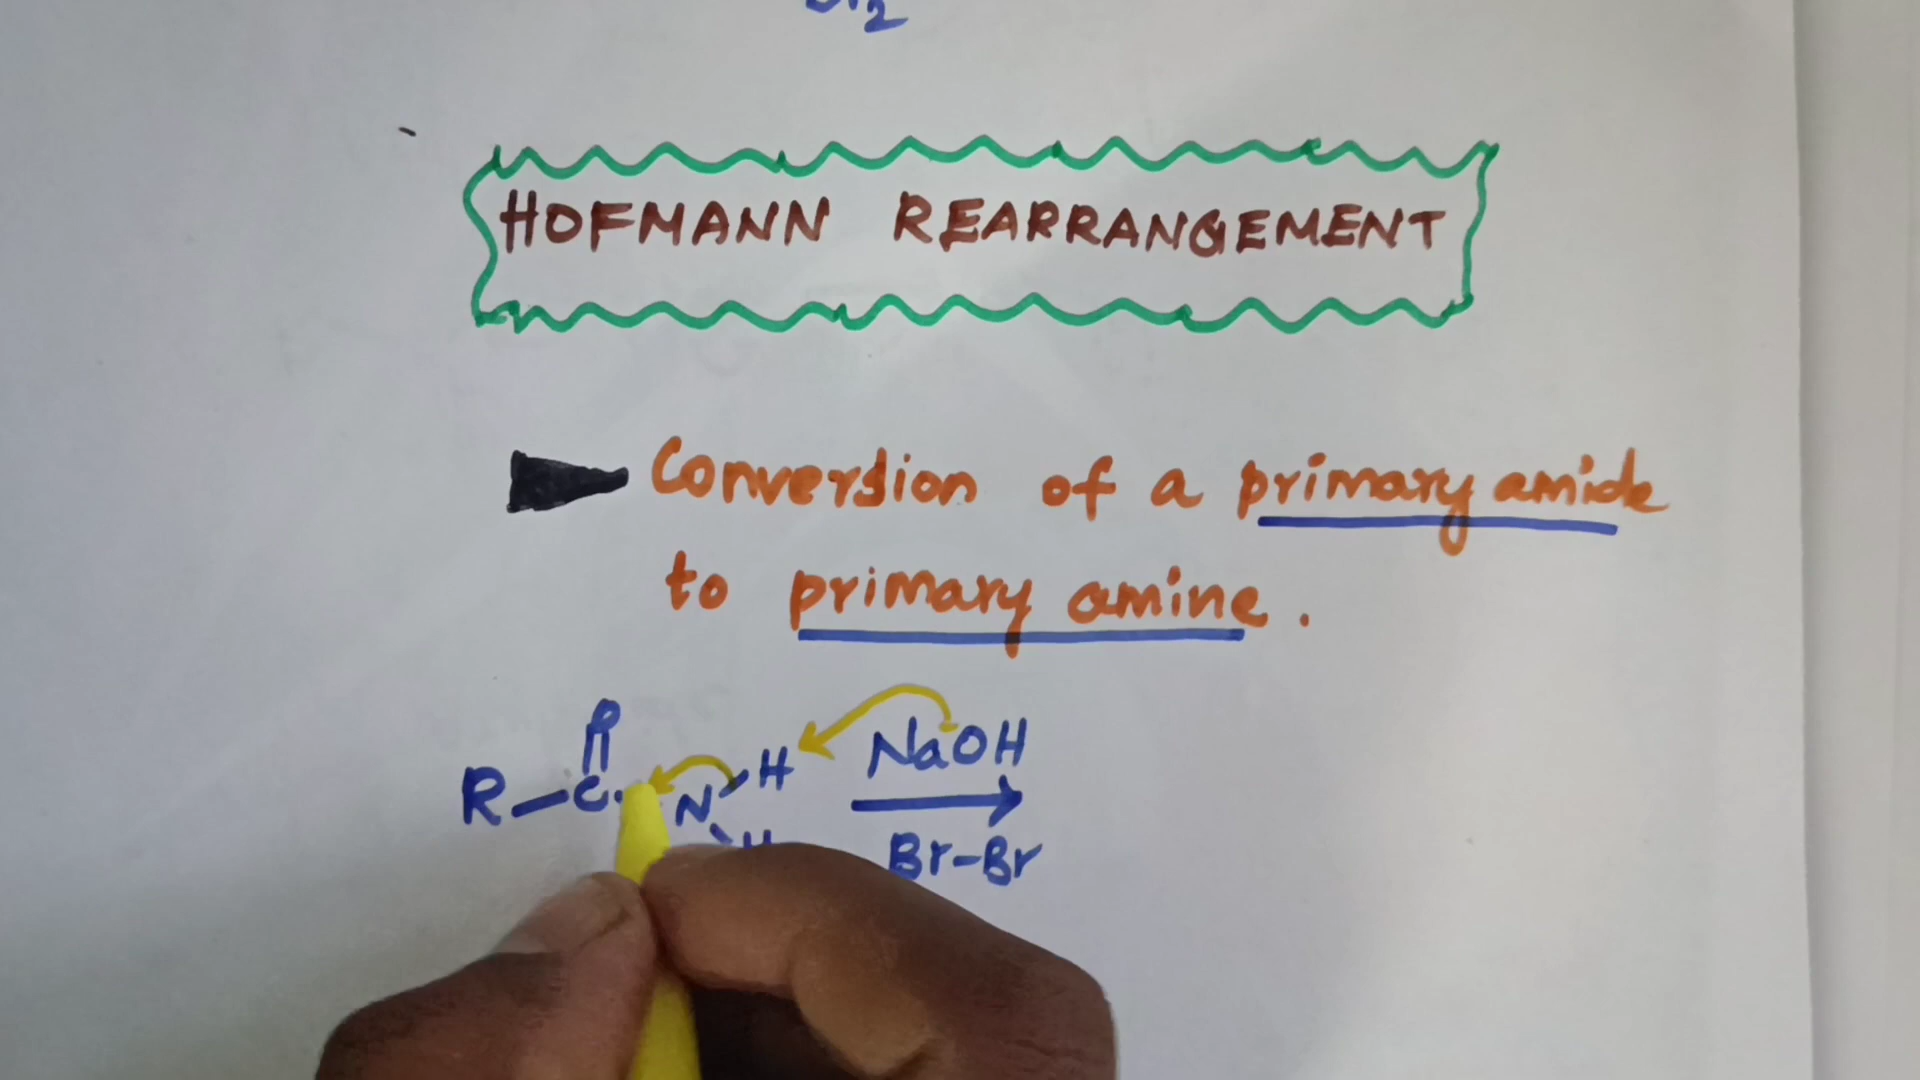 HOFMANN REARRANGEMENT
Conversion of a primary amide
to primary amine.
O
R-C-N-H NaOH
H Br-Br